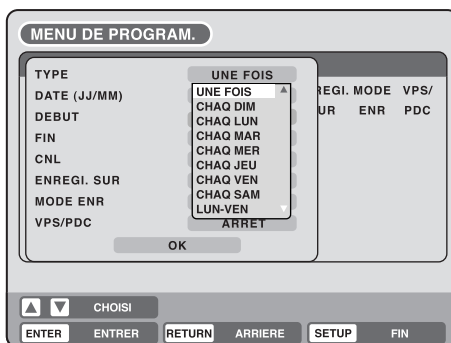 MENU DE PROGRAM.
TYPE UNE FOIS
DATE (JJ/MM)
DEBUT
FIN
CNL
ENREGI. SUR
MODE ENR
VPS/PDC ARRET
OK
UNE FOIS
CHAQ DIM
CHAQ LUN
CHAQ MAR
CHAQ MER
CHAQ JEU
CHAQ VEN
CHAQ SAM
LUN-VEN
REGI. MODE VPS/
UR ENR PDC
CHOISI
ENTER ENTRER RETURN ARRIERE SETUP FIN